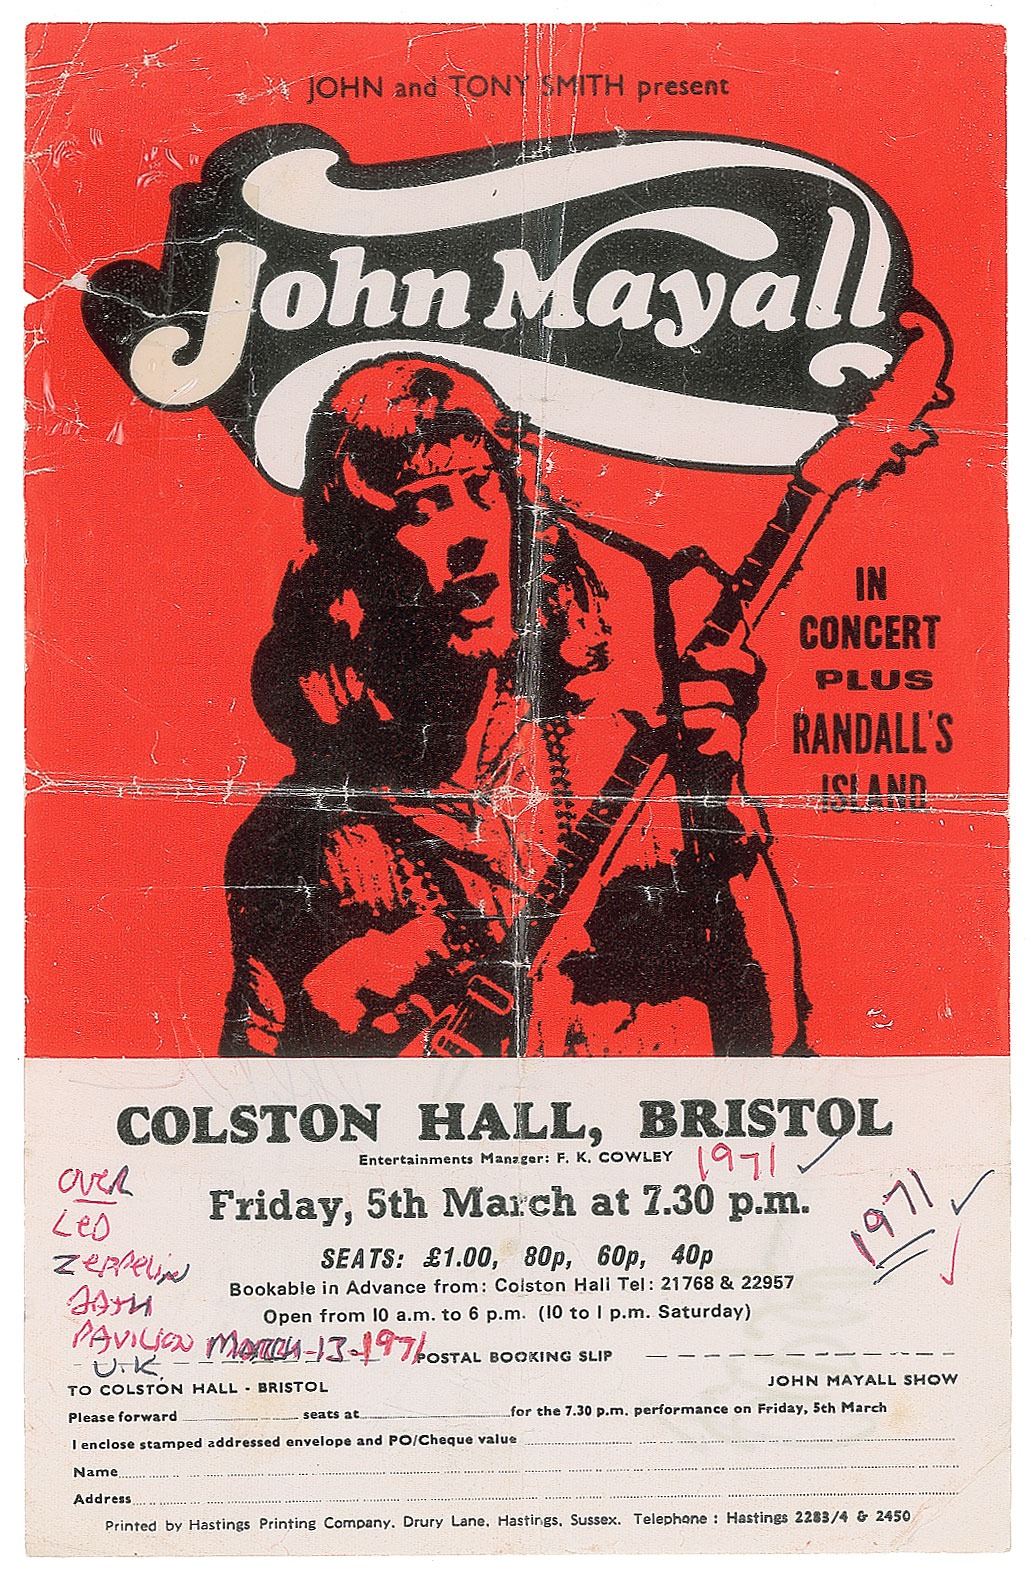 JOHN and TONY SMITH present
John Mayall
IN
CONCERT
PLUS
RANDALL'S
ISLAND
COLSTON HALL, BRISTOL
Entertainments Manager: F. K. COWLEY 1971
Friday, 5th March at 7.30 p.m.
1971
SEATS: £1.00, 80p, 60p, 40p
Bookable in Advance from: Colston Hall Tel: 21768 & 22957
Open from 10 a.m. to 6 p.m. (10 to 1 p.m. Saturday)
OVER
LED
ZEPPELIN
BATH
PAVILION MARCH-13-1971
U.K.
POSTAL BOOKING SLIP
TO COLSTON HALL - BRISTOL JOHN MAYALL SHOW
Please forward seats at for the 7.30 p.m. performance on Friday, 5th March
I enclose stamped addressed envelope and PO/Cheque value
Name
Address
Printed by Hastings Printing Company, Drury Lane, Hastings, Sussex. Telephone : Hastings 2283/4 & 2450